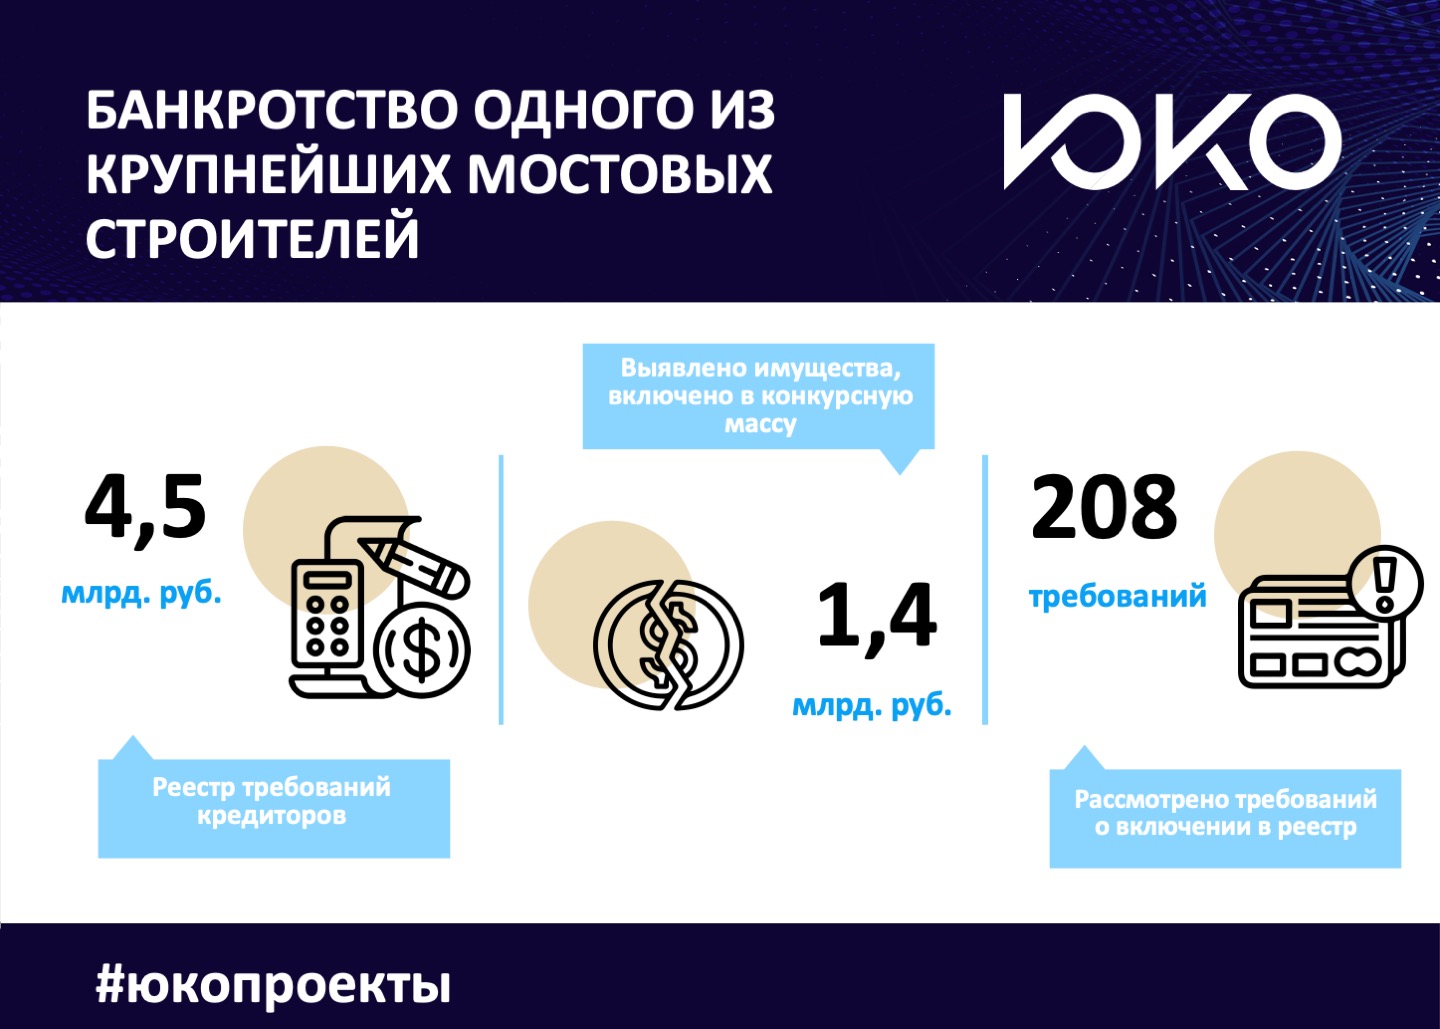 БАНКРОТСТВО ОДНОГО ИЗ
КРУПНЕЙШИХ МОСТОВЫХ
СТРОИТЕЛЕЙ
ЮКО
4,5
млрд. руб.
Реестр требований
кредиторов
Выявлено имущества,
включено в конкурсную
массу
1,4
млрд. руб.
208
требований
Рассмотрено требований
о включении в реестр
#юкопроекты